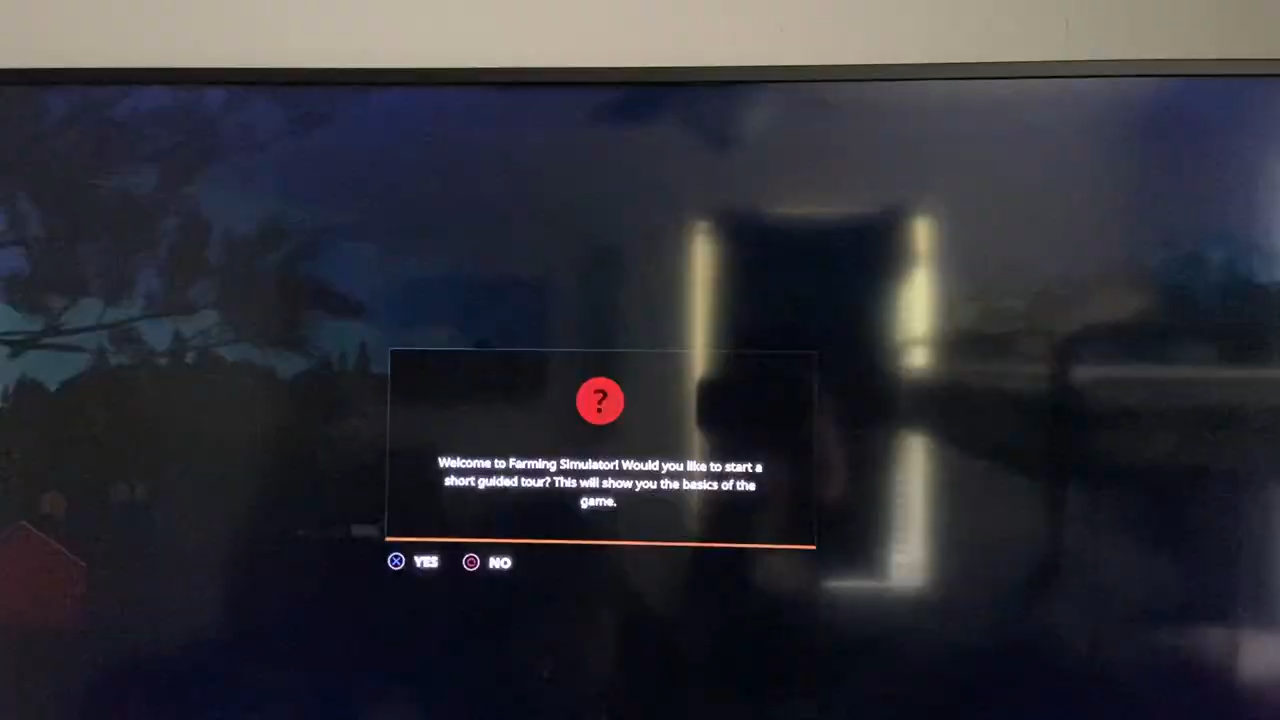 ?
Welcome to Farming Simulator! Would you like to start a
short guided tour? This will show you the basics of the
game.
YES NO